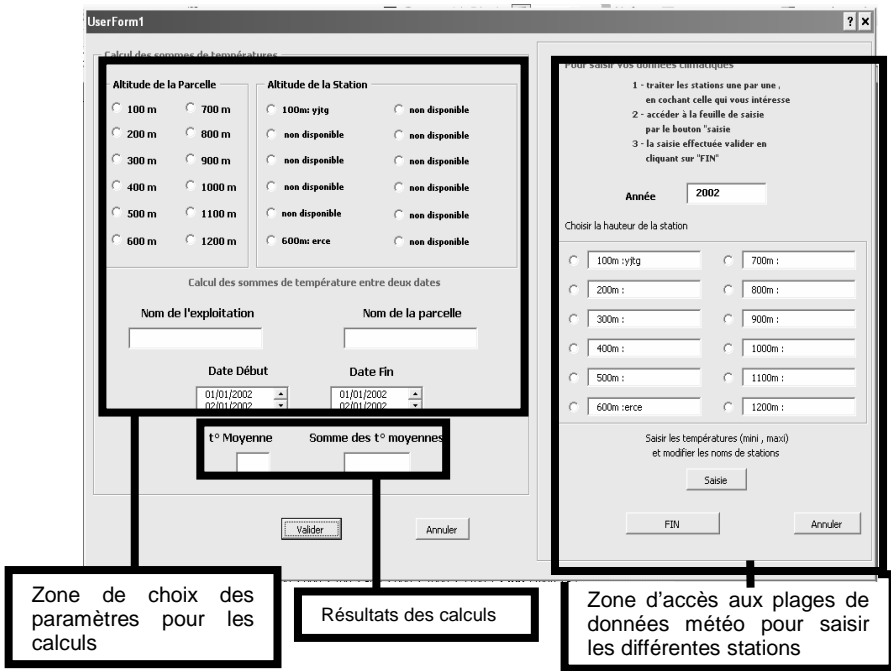 UserForm1
? x
Calcul des sommes de températures
Altitude de la Parcelle
100 m 700 m
200 m 800 m
300 m 900 m
400 m 1000 m
500 m 1100 m
600 m 1200 m
Altitude de la Station
100m: yjtg non disponible
non disponible non disponible
non disponible non disponible
non disponible non disponible
non disponible non disponible
600m: erce non disponible
Calcul des sommes de température entre deux dates
Nom de l'exploitation Nom de la parcelle
Date Début Date Fin
01/01/2002 01/01/2002
02/01/2002 02/01/2002
t° Moyenne Somme des t° moyennes
Valider Annuler
Pour saisir vos données climatiques
1 - traiter les stations une par une ,
en cochant celle qui vous intéresse
2 - accéder à la feuille de saisie
par le bouton "saisie
3 - la saisie effectuée valider en
cliquant sur "FIN"
Année 2002
Choisir la hauteur de la station
100m :yjtg 700m :
200m : 800m :
300m : 900m :
400m : 1000m :
500m : 1100m :
600m :erce 1200m :
Saisir les températures (mini , maxi)
et modifier les noms de stations
Saisie
FIN Annuler
Zone de choix des
paramètres pour les
calculs
Résultats des calculs
Zone d'accès aux plages de
données météo pour saisir
les différentes stations